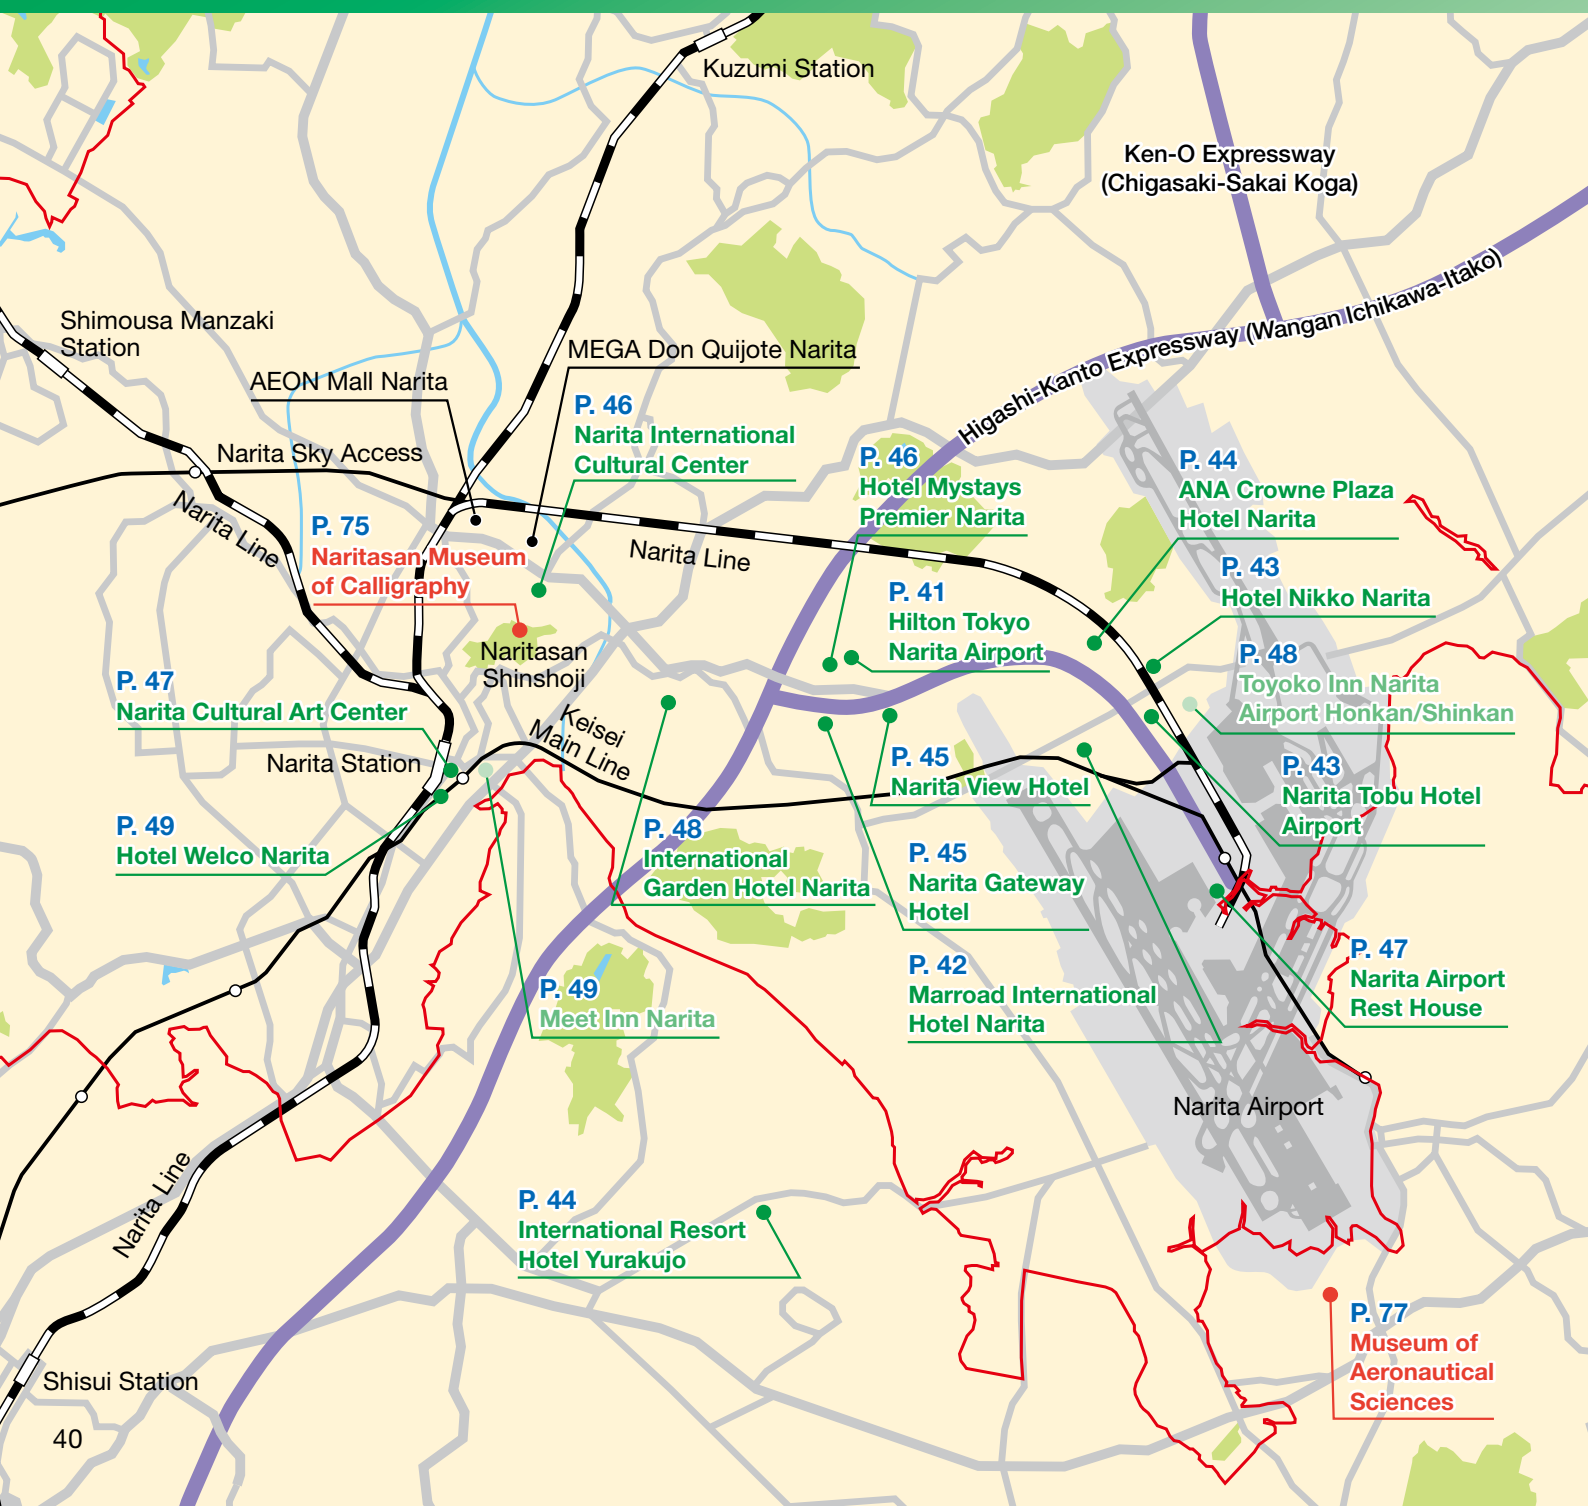 Kuzumi Station
Ken-O Expressway
(Chigasaki-Sakai Koga)
Higashi-Kanto Expressway (Wangan Ichikawa-Itako)
Shimousa Manzaki
Station
MEGA Don Quijote Narita
AEON Mall Narita
P. 46
Narita International
Cultural Center
Narita Sky Access
P. 46
Hotel Mystays
Premier Narita
P. 44
ANA Crowne Plaza
Hotel Narita
Narita Line
P. 75
Naritasan Museum
of Calligraphy
Narita Line
P. 41
Hilton Tokyo
Narita Airport
P. 43
Hotel Nikko Narita
Naritasan
Shinshoji
P. 48
Toyoko Inn Narita
Airport Honkan/Shinkan
P. 47
Narita Cultural Art Center
Keisei
Main Line
Narita Station
P. 45
Narita View Hotel
P. 43
Narita Tobu Hotel
Airport
P. 49
Hotel Welco Narita
P. 48
International
Garden Hotel Narita
P. 45
Narita Gateway
Hotel
P. 42
Marroad International
Hotel Narita
P. 47
Narita Airport
Rest House
P. 49
Meet Inn Narita
Narita Airport
Narita Line
P. 44
International Resort
Hotel Yurakujo
P. 77
Museum of
Aeronautical
Sciences
Shisui Station
40